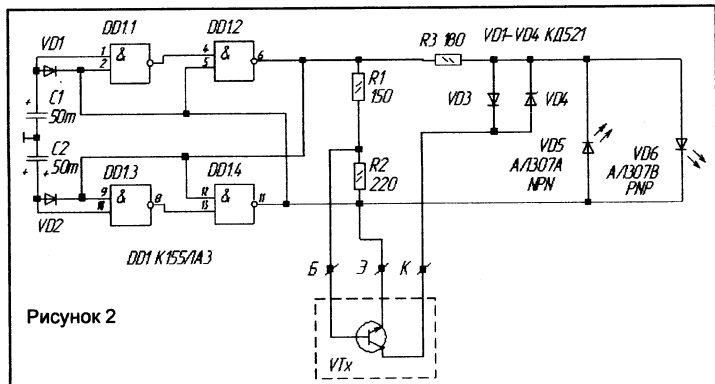 DD1.1
DD1.2
VD1
1
2
&
4
5
&
6
R3 180
VD1-VD4 КД521
R1
150
VD3
VD4
C1
50m
C2
50m
R2
220
VD5
АЛ307А
NPN
VD6
АЛ307В
PNP
DD1.3
DD1.4
9
10
&
8
12
13
&
11
VD2
DD1 К155ЛА3
Б
Э
К
Рисунок 2
VTx